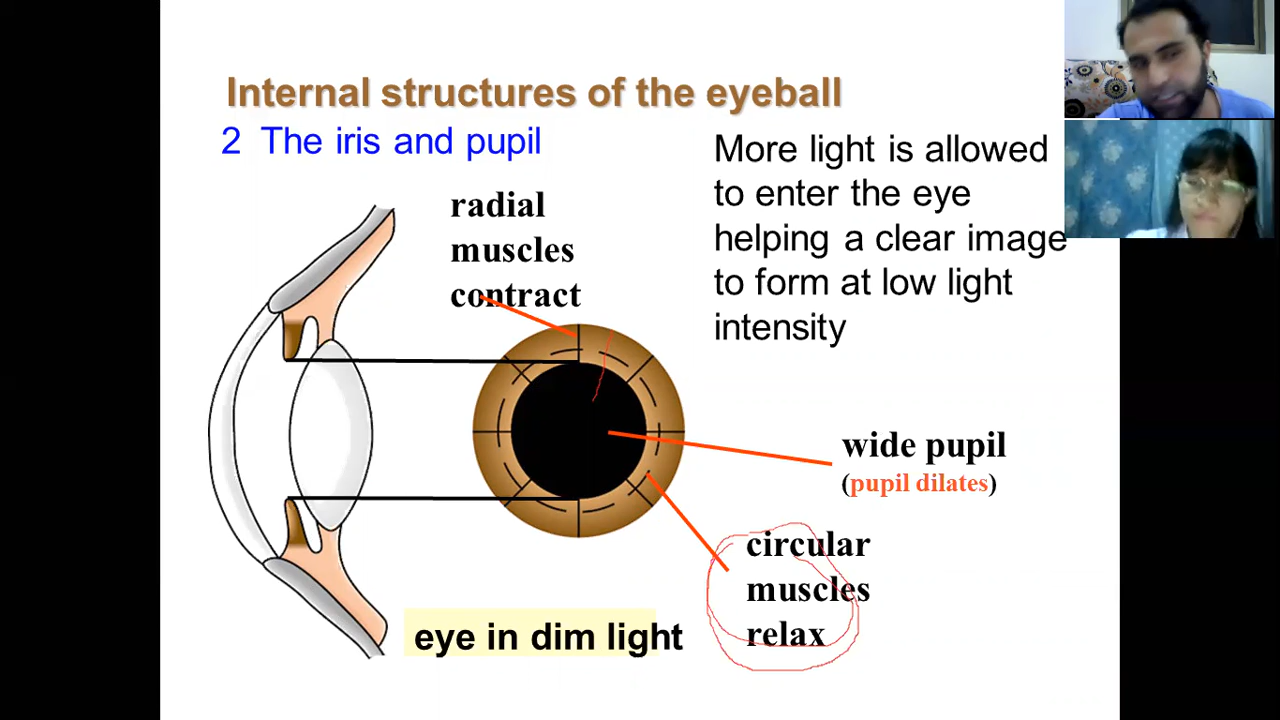 Internal structures of the eyeball
2 The iris and pupil
More light is allowed
to enter the eye
helping a clear image
to form at low light
intensity
radial
muscles
contract
wide pupil
(pupil dilates)
circular
muscles
relax
eye in dim light